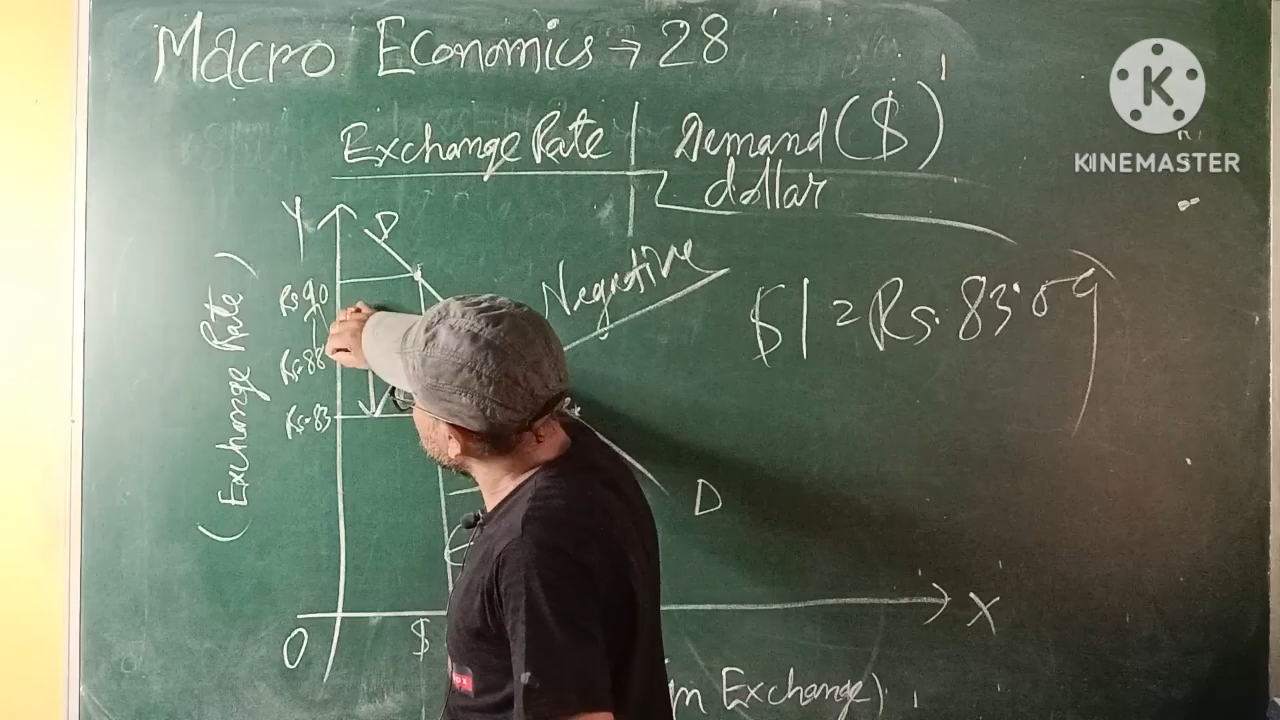 Macro Economics → 28
K
KINEMASTER
Exchange Rate | Demand ($)
dollar
Y
D
Rs. 90
Negative
$1 = Rs. 83.09
Rs. 88
Rs. 83
(Exchange Rate)
D
O
$
X
Exchange)